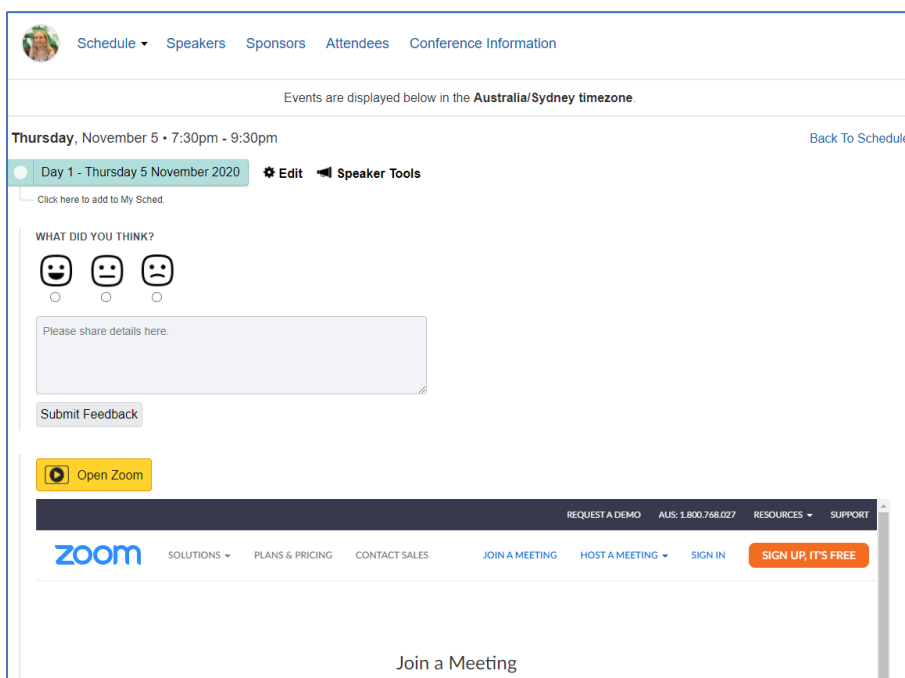 Schedule Speakers Sponsors Attendees Conference Information
Events are displayed below in the Australia/Sydney timezone.
Thursday, November 5 • 7:30pm - 9:30pm
Back To Schedule
Day 1 - Thursday 5 November 2020
Edit
Speaker Tools
Click here to add to My Sched.
WHAT DID YOU THINK?
Please share details here.
Submit Feedback
Open Zoom
REQUEST A DEMO AUS: 1.800.768.027 RESOURCES SUPPORT
zoom SOLUTIONS PLANS & PRICING CONTACT SALES JOIN A MEETING HOST A MEETING SIGN IN SIGN UP, IT'S FREE
Join a Meeting